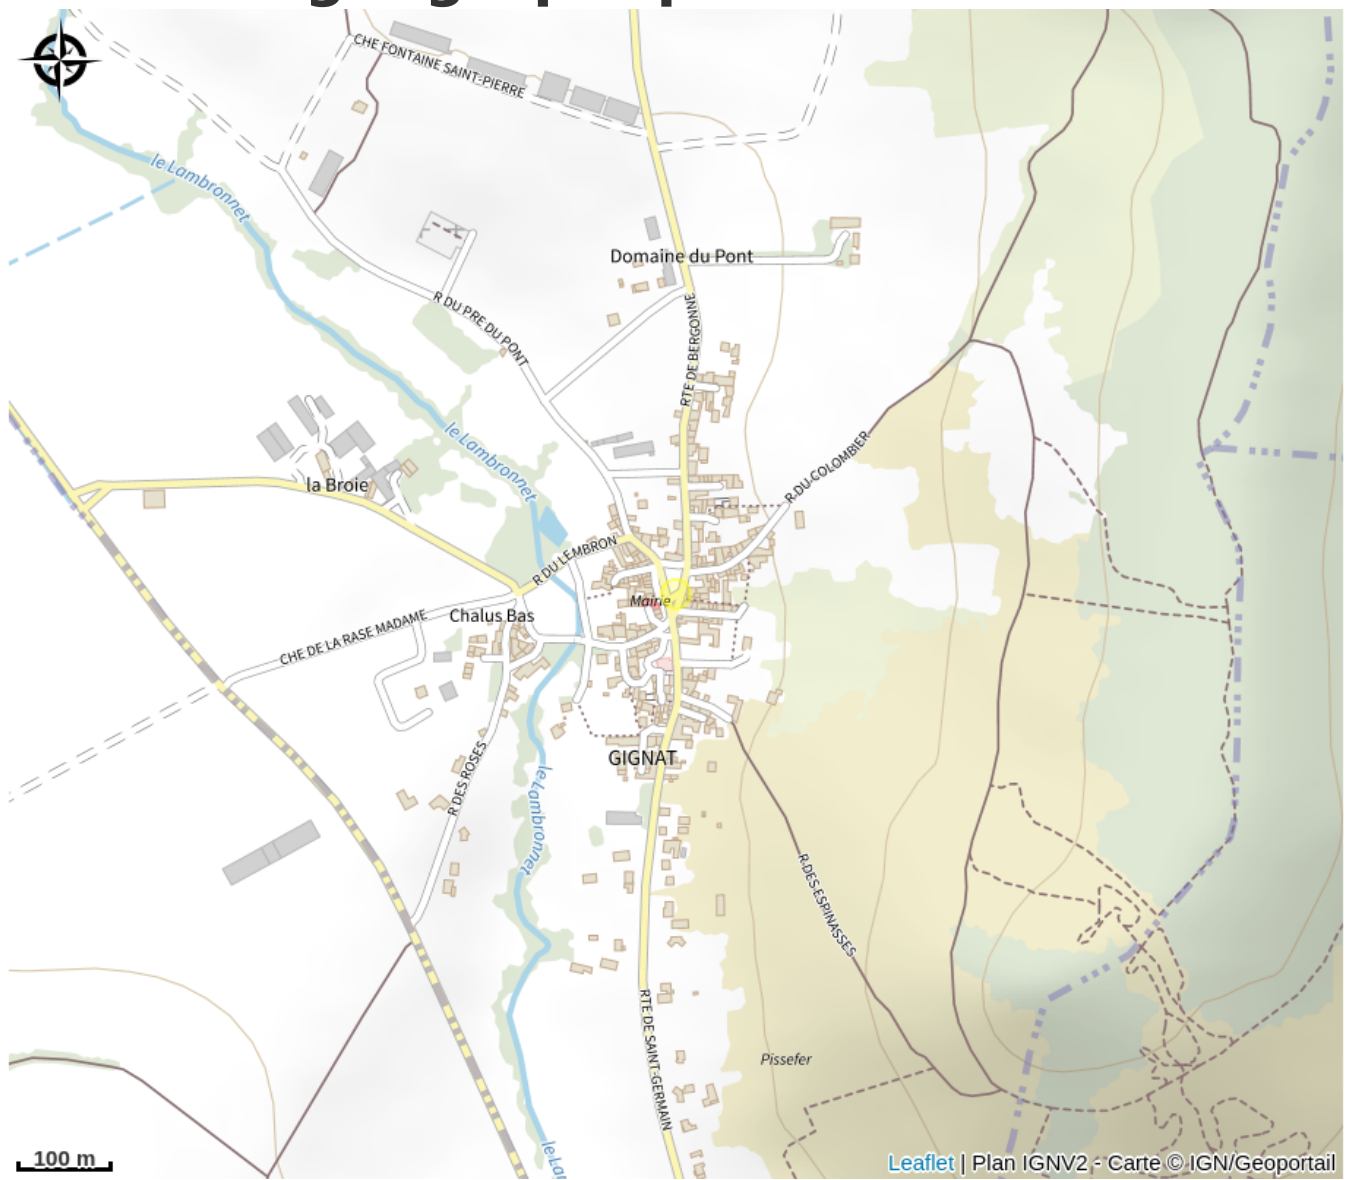 CHE FONTAINE SAINT-PIERRE
le Lambronnet
Domaine du Pont
R DU PRE DU PONT
RTE DE BERGONNE
le Lambronnet
R DU COLOMBIER
la Broie
R DU LEMBRON
Mairie
Chalus Bas
CHE DE LA RASE MADAME
GIGNAT
R DES ROSES
le Lambronnet
R DES ESPINASSES
RTE DE SAINT-GERMAIN
Pissefer
le La
100 m
Leaflet | Plan IGNV2 - Carte © IGN/Geoportail